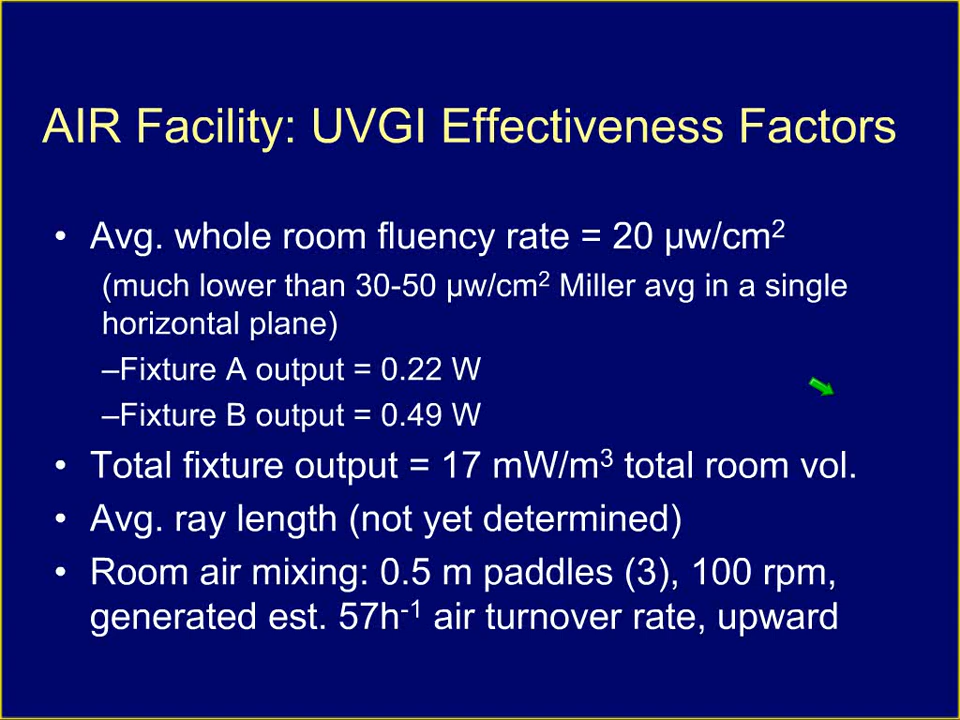 AIR Facility: UVGI Effectiveness Factors
• Avg. whole room fluency rate = 20 µw/cm²
(much lower than 30-50 µw/cm² Miller avg in a single
horizontal plane)
–Fixture A output = 0.22 W
–Fixture B output = 0.49 W
• Total fixture output = 17 mW/m³ total room vol.
• Avg. ray length (not yet determined)
• Room air mixing: 0.5 m paddles (3), 100 rpm,
generated est. 57h⁻¹ air turnover rate, upward